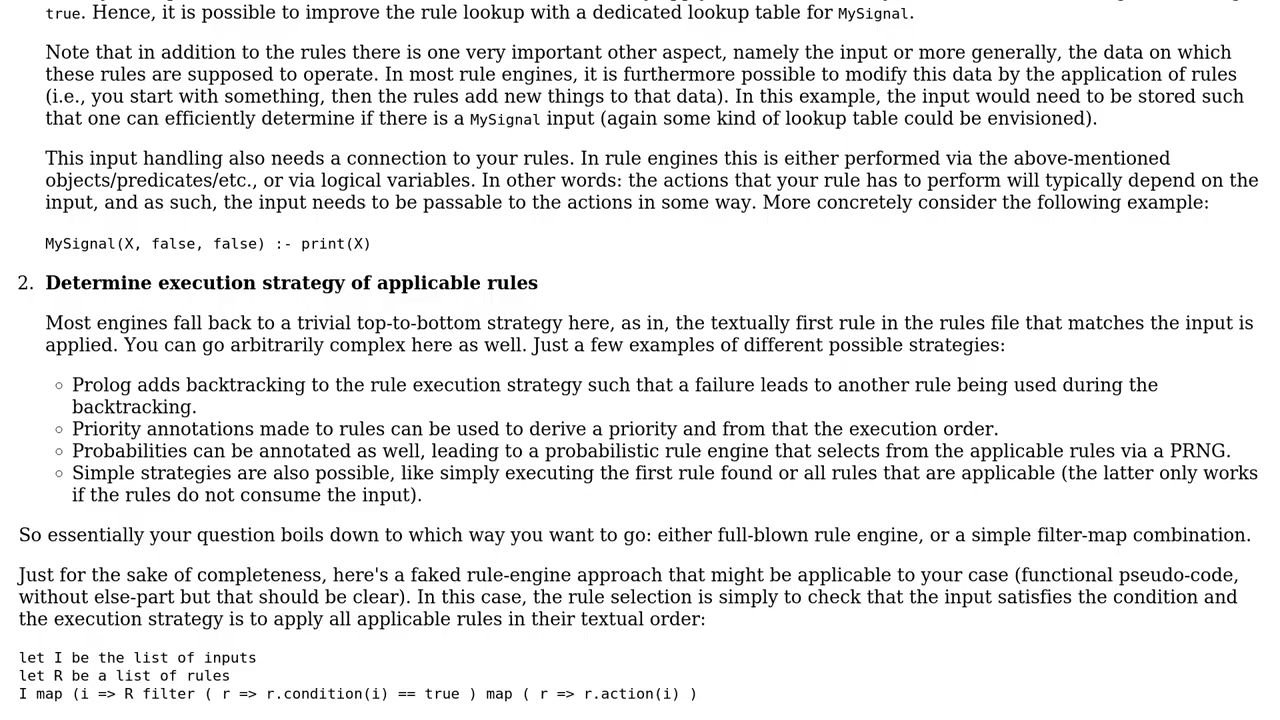 true. Hence, it is possible to improve the rule lookup with a dedicated lookup table for MySignal.
Note that in addition to the rules there is one very important other aspect, namely the input or more generally, the data on which
these rules are supposed to operate. In most rule engines, it is furthermore possible to modify this data by the application of rules
(i.e., you start with something, then the rules add new things to that data). In this example, the input would need to be stored such
that one can efficiently determine if there is a MySignal input (again some kind of lookup table could be envisioned).
This input handling also needs a connection to your rules. In rule engines this is either performed via the above-mentioned
objects/predicates/etc., or via logical variables. In other words: the actions that your rule has to perform will typically depend on the
input, and as such, the input needs to be passable to the actions in some way. More concretely consider the following example:
MySignal(X, false, false) :- print(X)
2. Determine execution strategy of applicable rules
Most engines fall back to a trivial top-to-bottom strategy here, as in, the textually first rule in the rules file that matches the input is
applied. You can go arbitrarily complex here as well. Just a few examples of different possible strategies:
◦ Prolog adds backtracking to the rule execution strategy such that a failure leads to another rule being used during the
backtracking.
◦ Priority annotations made to rules can be used to derive a priority and from that the execution order.
◦ Probabilities can be annotated as well, leading to a probabilistic rule engine that selects from the applicable rules via a PRNG.
◦ Simple strategies are also possible, like simply executing the first rule found or all rules that are applicable (the latter only works
if the rules do not consume the input).
So essentially your question boils down to which way you want to go: either full-blown rule engine, or a simple filter-map combination.
Just for the sake of completeness, here's a faked rule-engine approach that might be applicable to your case (functional pseudo-code,
without else-part but that should be clear). In this case, the rule selection is simply to check that the input satisfies the condition and
the execution strategy is to apply all applicable rules in their textual order:
let I be the list of inputs
let R be a list of rules
I map (i => R filter ( r => r.condition(i) == true ) map ( r => r.action(i) )